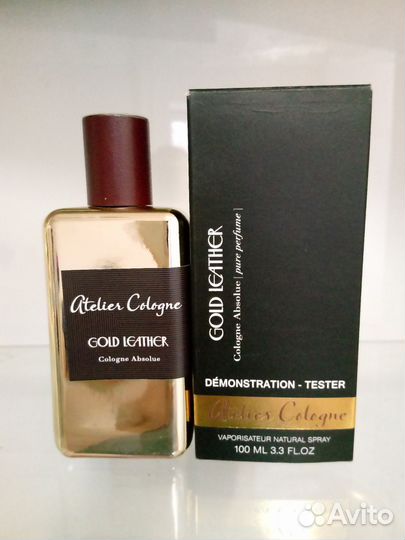 Atelier Cologne
GOLD LEATHER
Cologne Absolue
GOLD LEATHER
Cologne Absolue | pure perfume |
DÉMONSTRATION - TESTER
Atelier Cologne
VAPORISATEUR NATURAL SPRAY
100 ML 3.3 FL.OZ
Avito